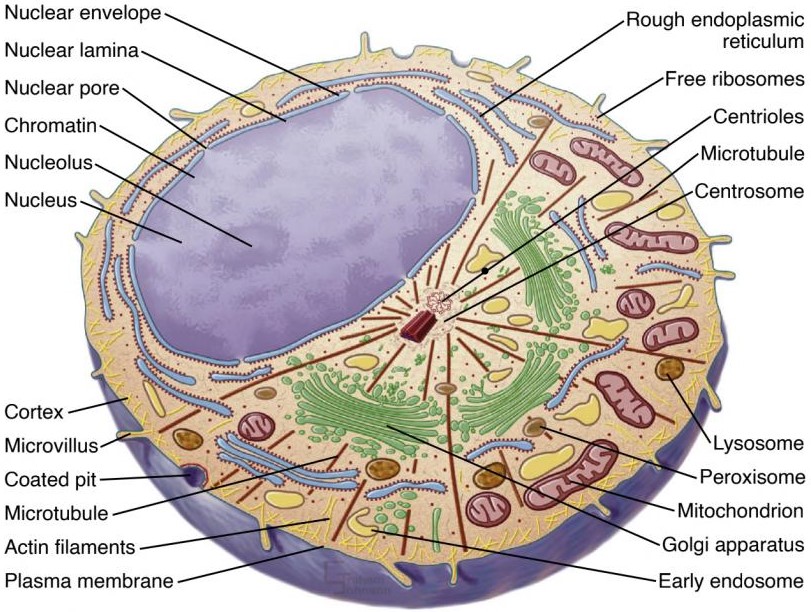 Nuclear envelope
Nuclear lamina
Nuclear pore
Chromatin
Nucleolus
Nucleus
Cortex
Microvillus
Coated pit
Microtubule
Actin filaments
Plasma membrane
Rough endoplasmic
reticulum
Free ribosomes
Centrioles
Microtubule
Centrosome
Lysosome
Peroxisome
Mitochondrion
Golgi apparatus
Early endosome